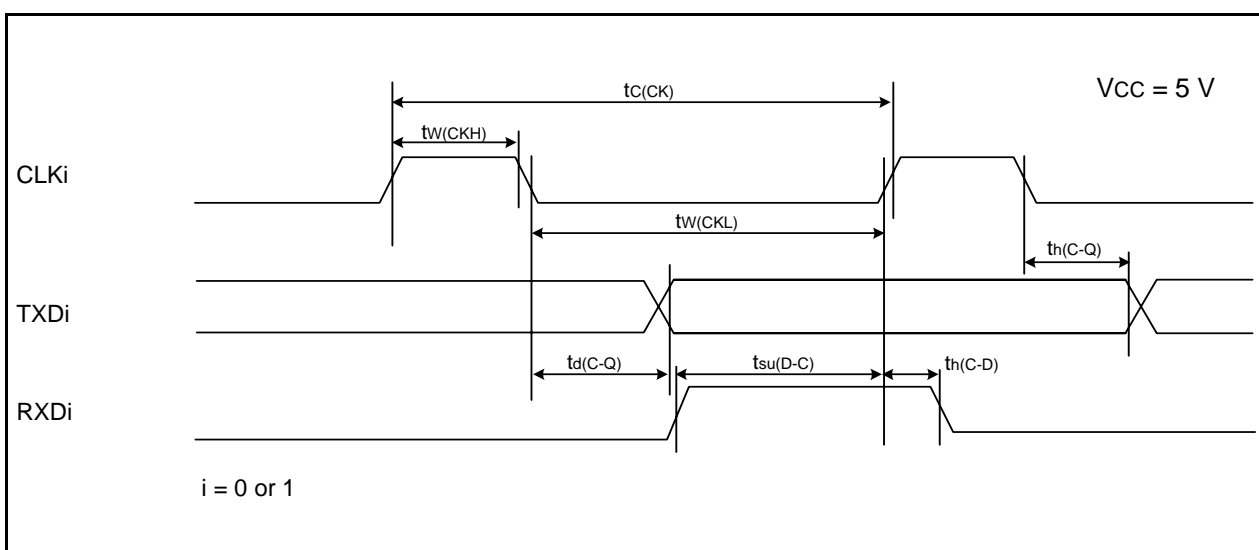 VCC = 5 V
tC(CK)
tW(CKH)
CLKi
tW(CKL)
th(C-Q)
TXDi
td(C-Q)
tsu(D-C)
th(C-D)
RXDi
i = 0 or 1